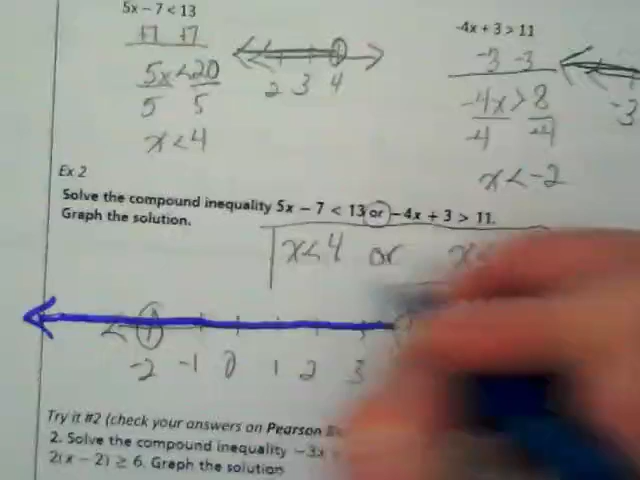 5x − 7 < 13
+7 +7
5x < 20
5 5
x < 4
2 3 4
-4x + 3 > 11
-3 -3
-4x > 8
-4 -4
x < -2
-3
Ex 2
Solve the compound inequality 5x − 7 < 13 or −4x + 3 > 11.
Graph the solution.
x < 4 or x <
-2 -1 0 1 2 3
Try it #2 (check your answers on Pearson
2. Solve the compound inequality −3x
2(x − 2) ≥ 6. Graph the solution